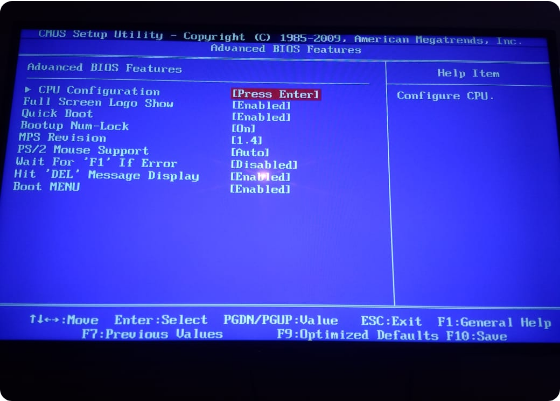 CMOS Setup Utility - Copyright (C) 1985-2009, American Megatrends, Inc.
Advanced BIOS Features
Advanced BIOS Features
Help Item
▶ CPU Configuration [Press Enter]
Full Screen Logo Show [Enabled]
Quick Boot [Enabled]
Bootup Num-Lock [On]
MPS Revision [1.4]
PS/2 Mouse Support [Auto]
Wait For 'F1' If Error [Disabled]
Hit 'DEL' Message Display [Enabled]
Boot MENU [Enabled]
Configure CPU.
↑↓←→:Move Enter:Select PGDN/PGUP:Value ESC:Exit F1:General Help
F7:Previous Values F9:Optimized Defaults F10:Save